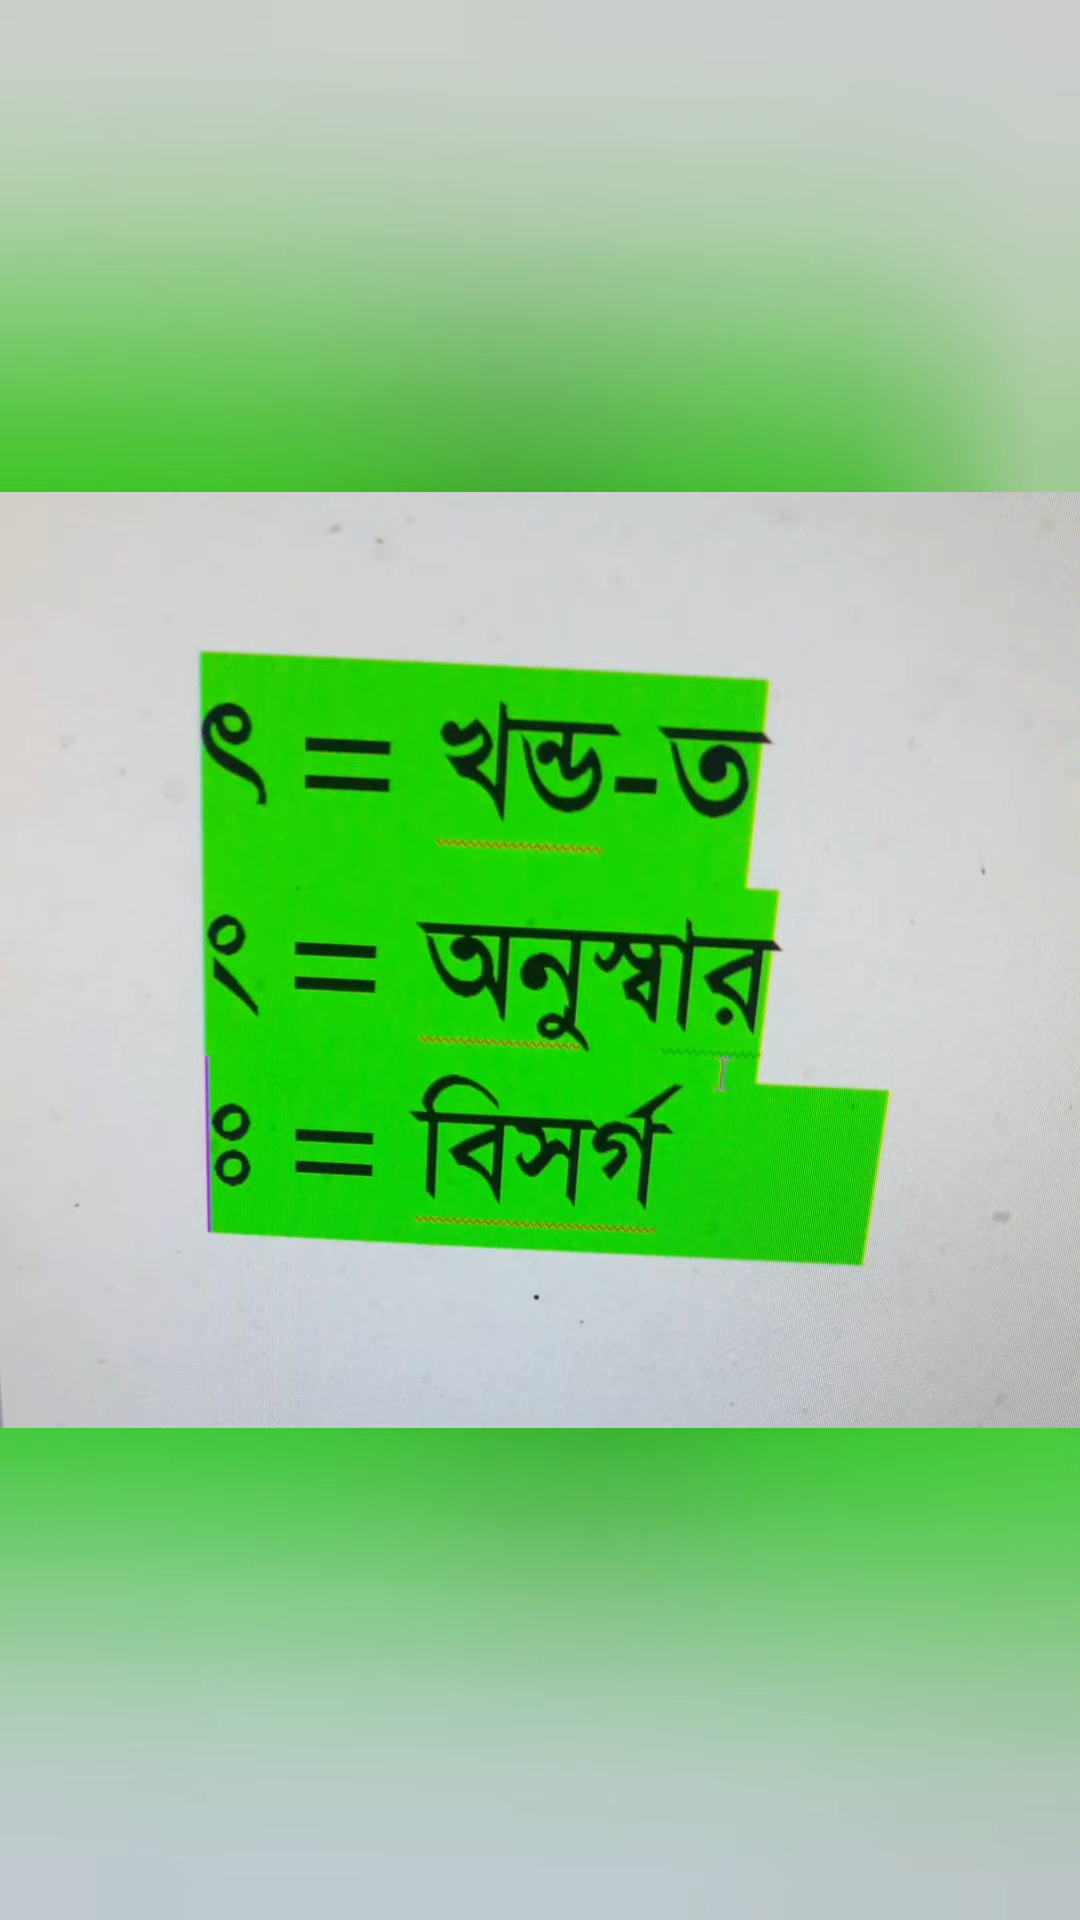 ৎ = খন্ড-ত
ং = অনুস্বার
ঃ = বিসর্গ